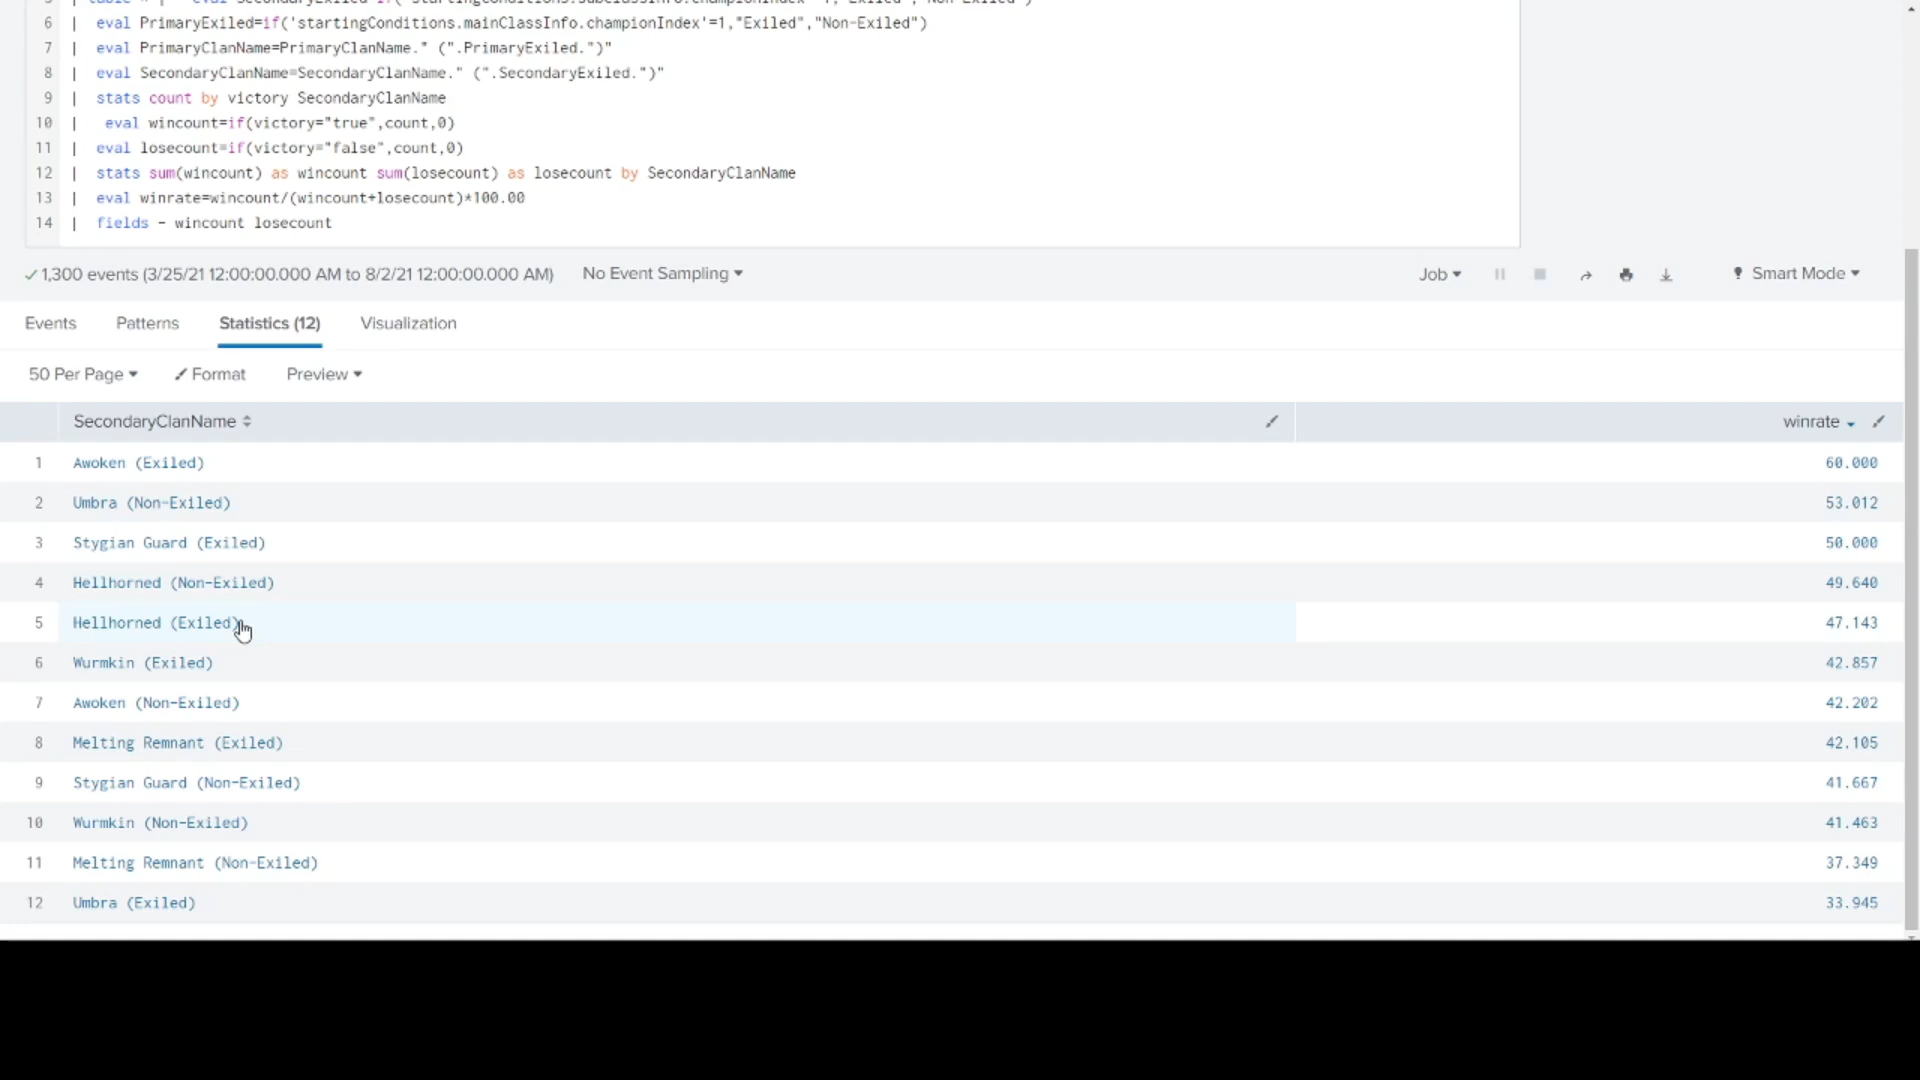 6 | eval PrimaryExiled=if('startingConditions.mainClassInfo.championIndex'=1,"Exiled","Non-Exiled")
7 | eval PrimaryClanName=PrimaryClanName." (".PrimaryExiled.")"
8 | eval SecondaryClanName=SecondaryClanName." (".SecondaryExiled.")"
9 | stats count by victory SecondaryClanName
10 | eval wincount=if(victory="true",count,0)
11 | eval losecount=if(victory="false",count,0)
12 | stats sum(wincount) as wincount sum(losecount) as losecount by SecondaryClanName
13 | eval winrate=wincount/(wincount+losecount)*100.00
14 | fields - wincount losecount
✓ 1,300 events (3/25/21 12:00:00.000 AM to 8/2/21 12:00:00.000 AM) No Event Sampling Job Smart Mode
Events Patterns Statistics (12) Visualization
50 Per Page Format Preview
SecondaryClanName winrate
1 Awoken (Exiled) 60.000
2 Umbra (Non-Exiled) 53.012
3 Stygian Guard (Exiled) 50.000
4 Hellhorned (Non-Exiled) 49.640
5 Hellhorned (Exiled) 47.143
6 Wurmkin (Exiled) 42.857
7 Awoken (Non-Exiled) 42.202
8 Melting Remnant (Exiled) 42.105
9 Stygian Guard (Non-Exiled) 41.667
10 Wurmkin (Non-Exiled) 41.463
11 Melting Remnant (Non-Exiled) 37.349
12 Umbra (Exiled) 33.945